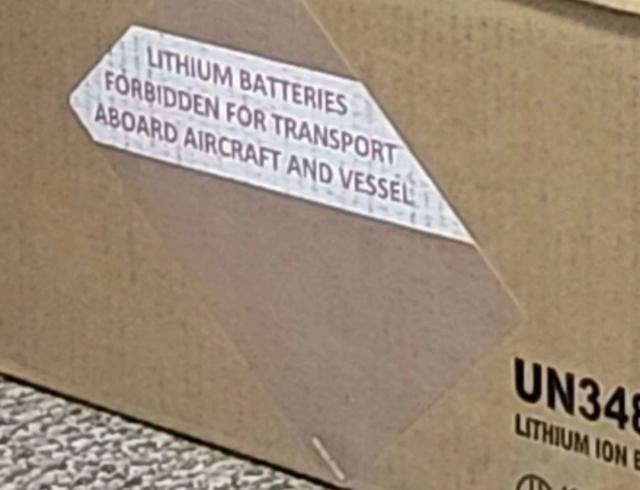 LITHIUM BATTERIES
FORBIDDEN FOR TRANSPORT
ABOARD AIRCRAFT AND VESSEL
UN348
LITHIUM ION